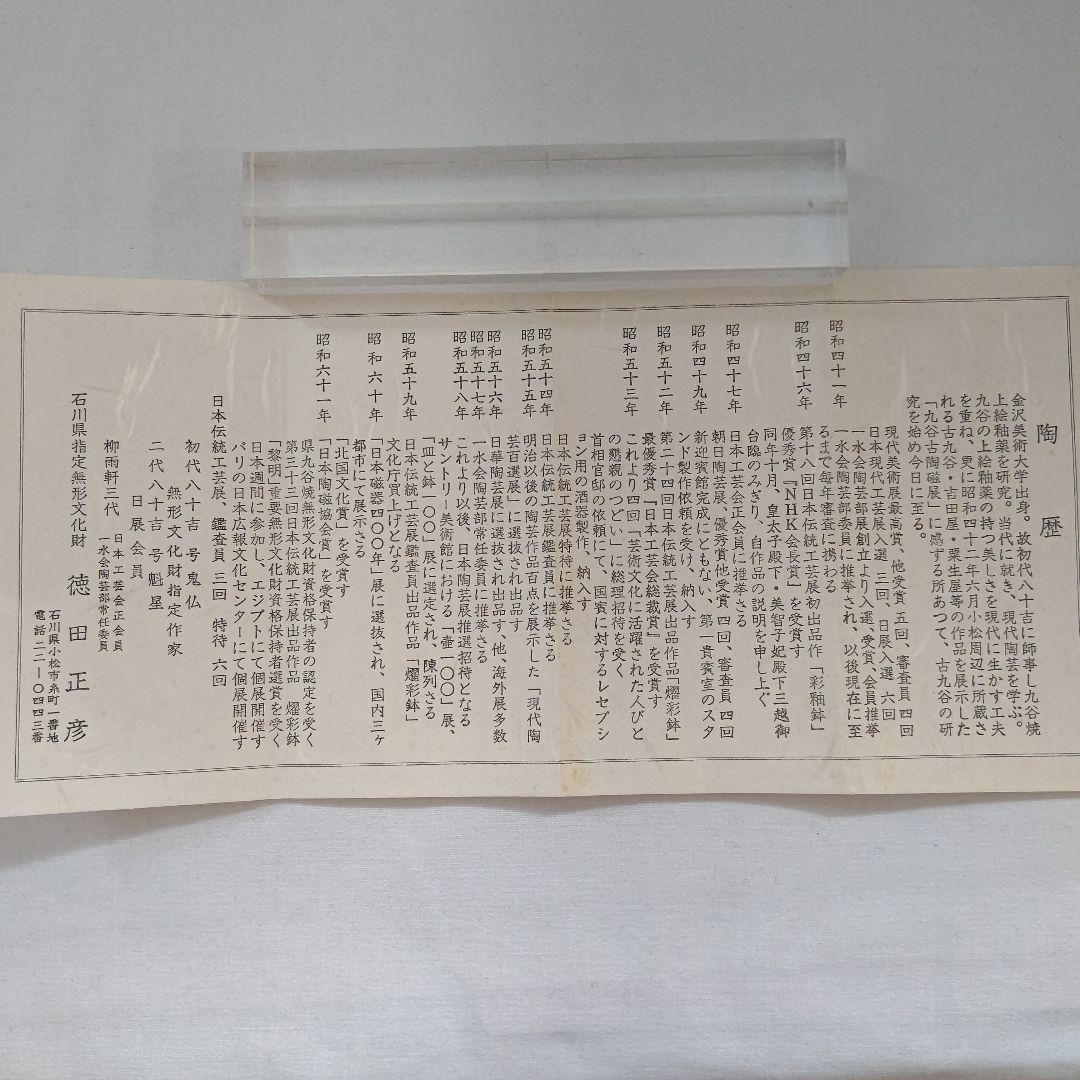 陶歴
金沢美術大学出身。故初代八十吉に師事し九谷焼
上絵釉薬を研究。当代に就き、現代陶芸を学ぶ。
九谷の上絵釉薬の持つ美しさを現代に生かす工夫
を重ね、更に昭和四十二年六月小松周辺に所蔵さ
れる古九谷・吉田屋・粟生屋等の作品を展示した
「九谷古陶磁展」に感ずる所あつて、古九谷の研
究を始め今日に至る。
現代美術展最高賞、他受賞 五回、審査員 四回
日本現代工芸展入選 三回、日展入選 六回
昭和四十一年 一水会陶芸部展創立より入選、受賞、会員推挙
一水会陶芸部委員に推挙され、以後現在に至
るまで毎年審査に携わる
昭和四十六年 第十八回日本伝統工芸展初出品作「彩釉鉢」
優秀賞「NHK会長賞」を受賞す
同年十月、皇太子殿下・美智子妃殿下三越御
台臨のみぎり、自作品の説明を申し上ぐ
昭和四十七年 日本工芸会正会員に推挙さる
朝日陶芸展、優秀賞他受賞 四回、審査員 四回
昭和四十九年 新迎賓館完成にともない、第一貴賓室のスタ
ンド製作依頼を受け、納入す
昭和五十二年 第二十四回日本伝統工芸展出品作品「燿彩鉢」
最優秀賞「日本工芸会総裁賞」を受賞す
昭和五十三年 これより四回「芸術文化に活躍された人びと
の懇親のつどい」に総理招待を受く
首相官邸の依頼にて、国賓に対するレセプシ
ョン用の酒器製作、納入す
昭和五十四年 日本伝統工芸展特待に推挙さる
昭和五十五年 日本伝統工芸展鑑査員に推挙さる
明治以後の陶芸作品百点を展示した「現代陶
芸百選展」に選抜され出品す
昭和五十六年 日華陶芸展に選抜され出品す、他、海外展多数
昭和五十七年 一水会陶芸部常任委員に推挙さる
昭和五十八年 これより以後、日本陶芸展推選招待となる
サントリー美術館における「壷一〇〇」展、
「皿と鉢一〇〇」展に選定され、陳列さる
昭和五十九年 日本伝統工芸展鑑査員出品作品「燿彩鉢」
文化庁買上げとなる
昭和六十年 「日本磁器四〇〇年」展に選抜され、国内三ヶ
都市にて展示さる
「北国文化賞」を受賞す
昭和六十一年 「日本陶磁協会賞」を受賞す
県九谷焼無形文化財資格保持者の認定を受く
第三十三回日本伝統工芸展出品作品 燿彩鉢
「黎明」重要無形文化財資格保持者選賞を受く
日本週間に参加し、エジプトにて個展開催す
パリの日本広報文化センターにて個展開催す
日本伝統工芸展 鑑査員 三回 特待 六回
初代八十吉 号鬼仏
無形文化財指定作家
二代八十吉 号魁星
日展会員
柳雨軒三代 日本工芸会正会員
一水会陶芸部常任委員
石川県指定無形文化財 徳田正彦
石川県小松市糸町一番地
電話二二-〇四四三番